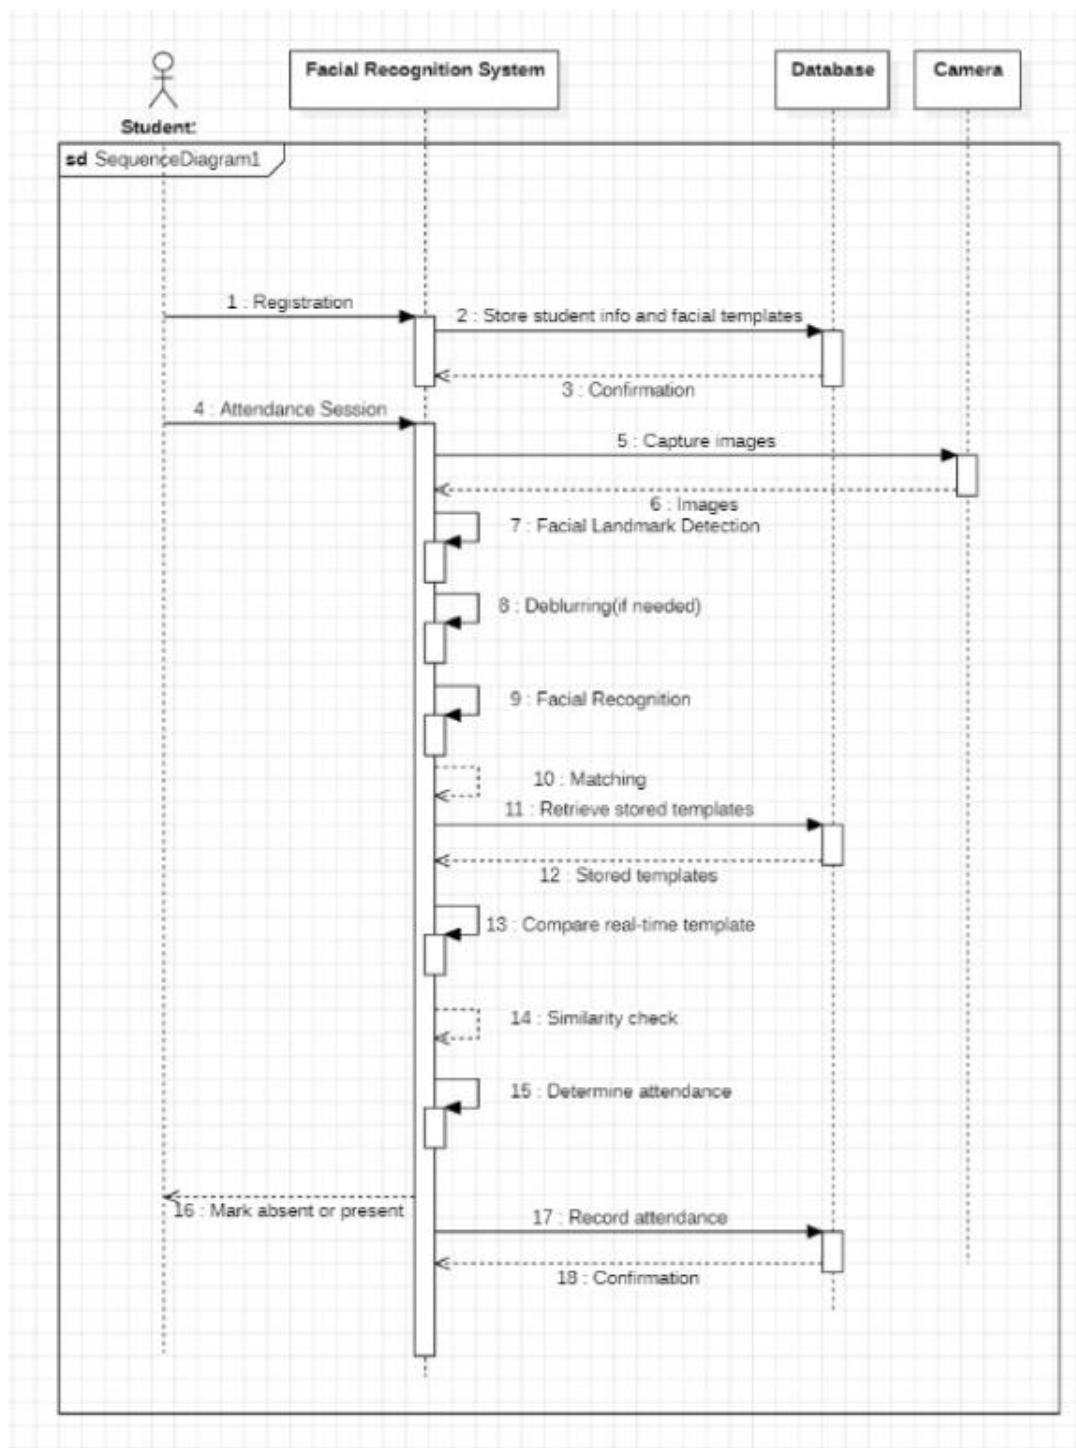 Facial Recognition System
Database
Camera
Student:
sd SequenceDiagram1
1 : Registration
2 : Store student info and facial templates
3 : Confirmation
4 : Attendance Session
5 : Capture images
6 : Images
7 : Facial Landmark Detection
8 : Deblurring(if needed)
9 : Facial Recognition
10 : Matching
11 : Retrieve stored templates
12 : Stored templates
13 : Compare real-time template
14 : Similarity check
15 : Determine attendance
16 : Mark absent or present
17 : Record attendance
18 : Confirmation